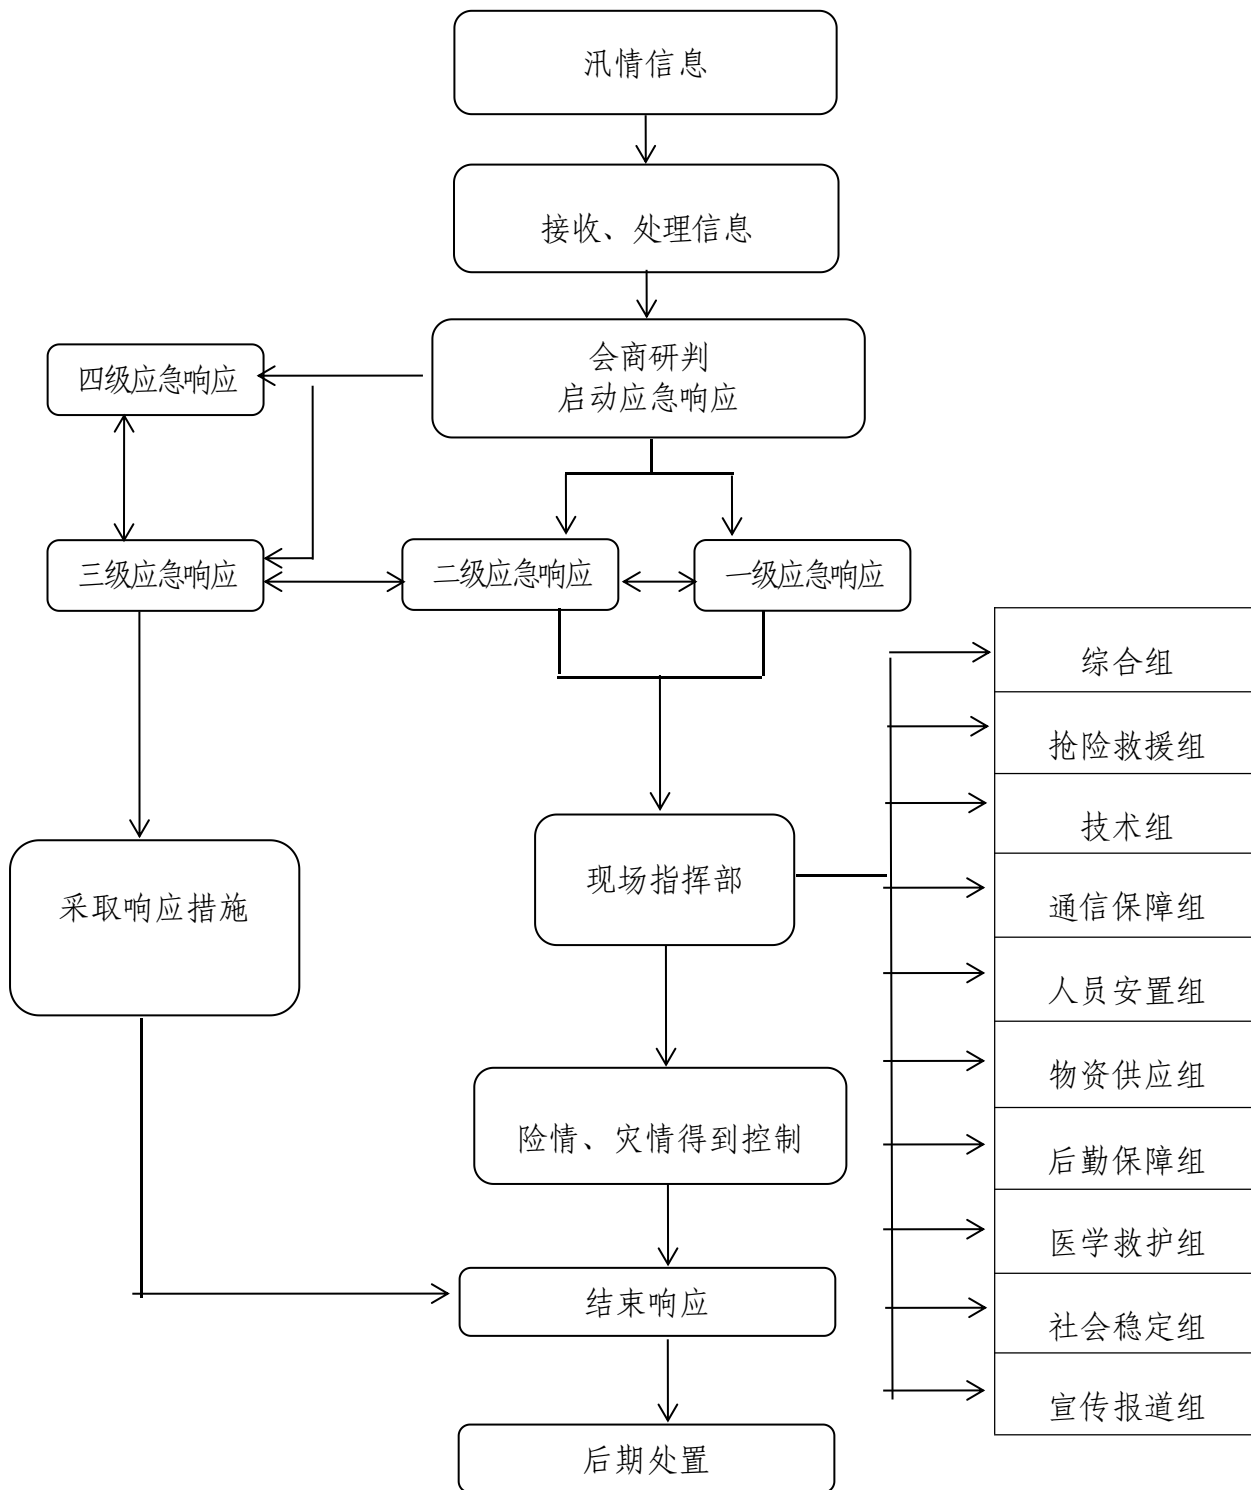 汛情信息
接收、处理信息
会商研判
启动应急响应
四级应急响应
三级应急响应
二级应急响应
一级应急响应
综合组
抢险救援组
技术组
通信保障组
人员安置组
物资供应组
后勤保障组
医学救护组
社会稳定组
宣传报道组
现场指挥部
采取响应措施
险情、灾情得到控制
结束响应
后期处置